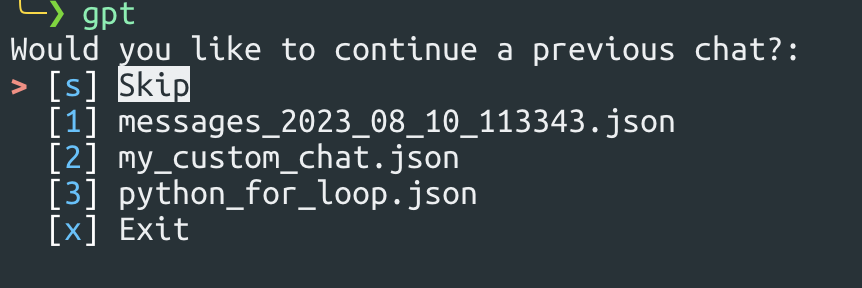 ╰─❯ gpt
Would you like to continue a previous chat?:
> [s] Skip
[1] messages_2023_08_10_113343.json
[2] my_custom_chat.json
[3] python_for_loop.json
[x] Exit